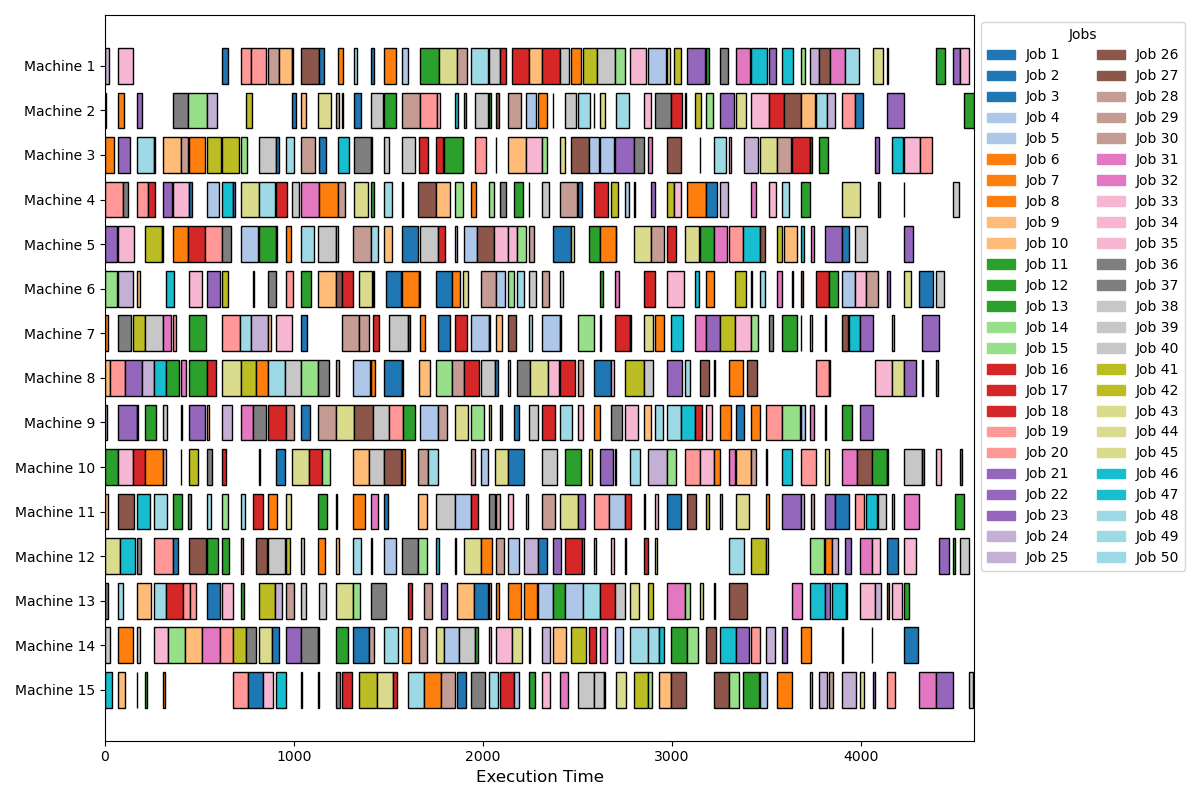 Machine 1
Machine 2
Machine 3
Machine 4
Machine 5
Machine 6
Machine 7
Machine 8
Machine 9
Machine 10
Machine 11
Machine 12
Machine 13
Machine 14
Machine 15
0 1000 2000 3000 4000
Execution Time
Jobs
Job 1
Job 2
Job 3
Job 4
Job 5
Job 6
Job 7
Job 8
Job 9
Job 10
Job 11
Job 12
Job 13
Job 14
Job 15
Job 16
Job 17
Job 18
Job 19
Job 20
Job 21
Job 22
Job 23
Job 24
Job 25
Job 26
Job 27
Job 28
Job 29
Job 30
Job 31
Job 32
Job 33
Job 34
Job 35
Job 36
Job 37
Job 38
Job 39
Job 40
Job 41
Job 42
Job 43
Job 44
Job 45
Job 46
Job 47
Job 48
Job 49
Job 50